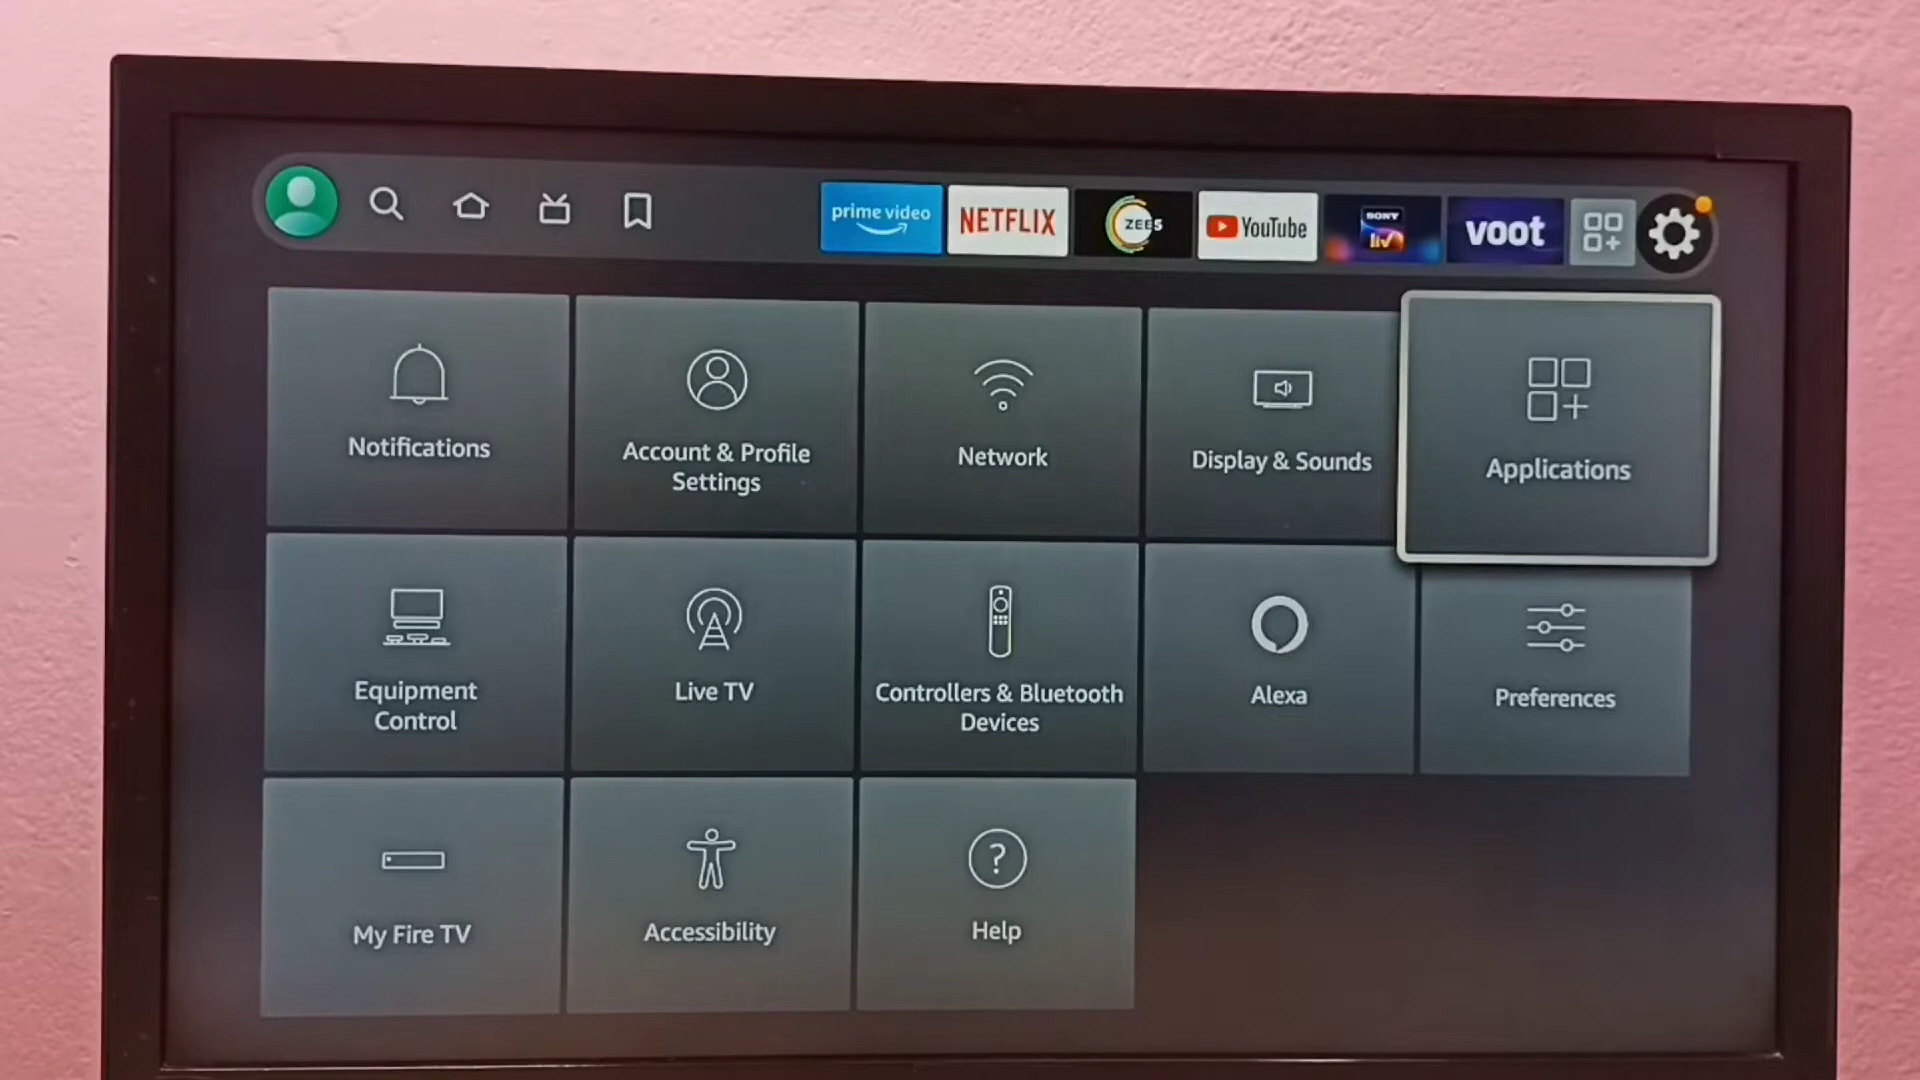 prime video
NETFLIX
ZEE5
YouTube
SONY
liv
voot
Notifications
Account & Profile
Settings
Network
Display & Sounds
Applications
Equipment
Control
Live TV
Controllers & Bluetooth
Devices
Alexa
Preferences
My Fire TV
Accessibility
?
Help